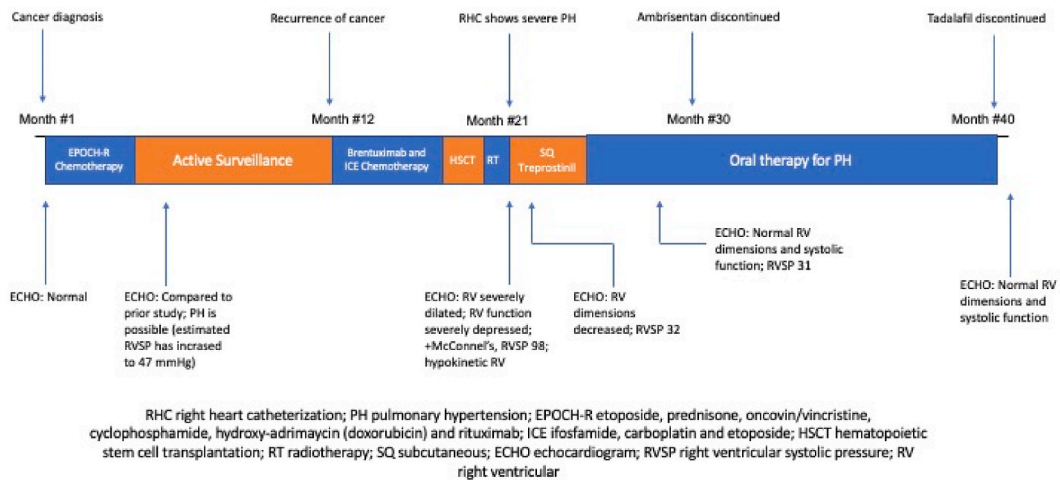 Cancer diagnosis
Recurrence of cancer
RHC shows severe PH
Ambrisentan discontinued
Tadalafil discontinued
Month #1
Month #12
Month #21
Month #30
Month #40
EPOCH-R
Chemotherapy
Active Surveillance
Brentuximab and
ICE Chemotherapy
HSCT
RT
SQ
Treprostinil
Oral therapy for PH
ECHO: Normal
ECHO: Compared to
prior study; PH is
possible (estimated
RVSP has incrased
to 47 mmHg)
ECHO: RV severely
dilated; RV function
severely depressed;
+McConnel's, RVSP 98;
hypokinetic RV
ECHO: RV
dimensions
decreased; RVSP 32
ECHO: Normal RV
dimensions and systolic
function; RVSP 31
ECHO: Normal RV
dimensions and
systolic function
RHC right heart catheterization; PH pulmonary hypertension; EPOCH-R etoposide, prednisone, oncovin/vincristine,
cyclophosphamide, hydroxy-adrimaycin (doxorubicin) and rituximab; ICE ifosfamide, carboplatin and etoposide; HSCT hematopoietic
stem cell transplantation; RT radiotherapy; SQ subcutaneous; ECHO echocardiogram; RVSP right ventricular systolic pressure; RV
right ventricular